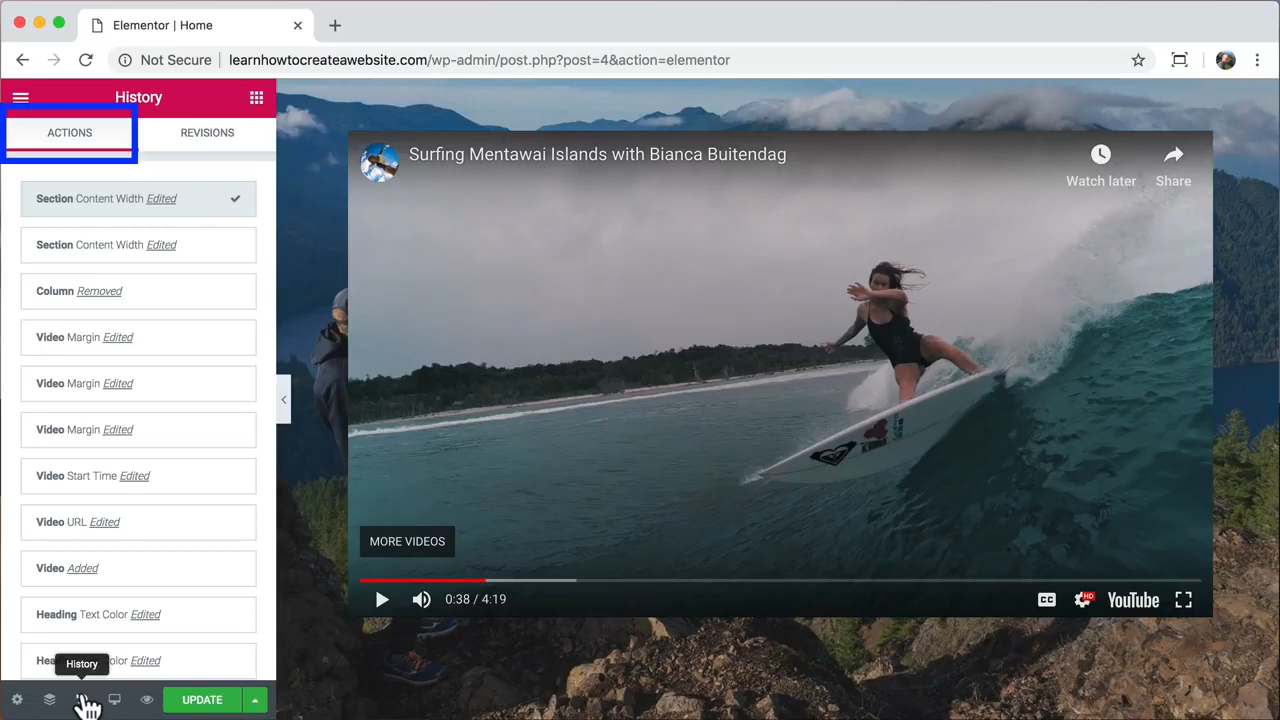 Elementor | Home
Not Secure
learnhowtocreateawebsite.com/wp-admin/post.php?post=4&action=elementor
History
ACTIONS
REVISIONS
Section Content Width Edited
Section Content Width Edited
Column Removed
Video Margin Edited
Video Margin Edited
Video Margin Edited
Video Start Time Edited
Video URL Edited
Video Added
Heading Text Color Edited
Edited
History
UPDATE
Surfing Mentawai Islands with Bianca Buitendag
Watch later
Share
MORE VIDEOS
0:38 / 4:19
CC
HD
YouTube